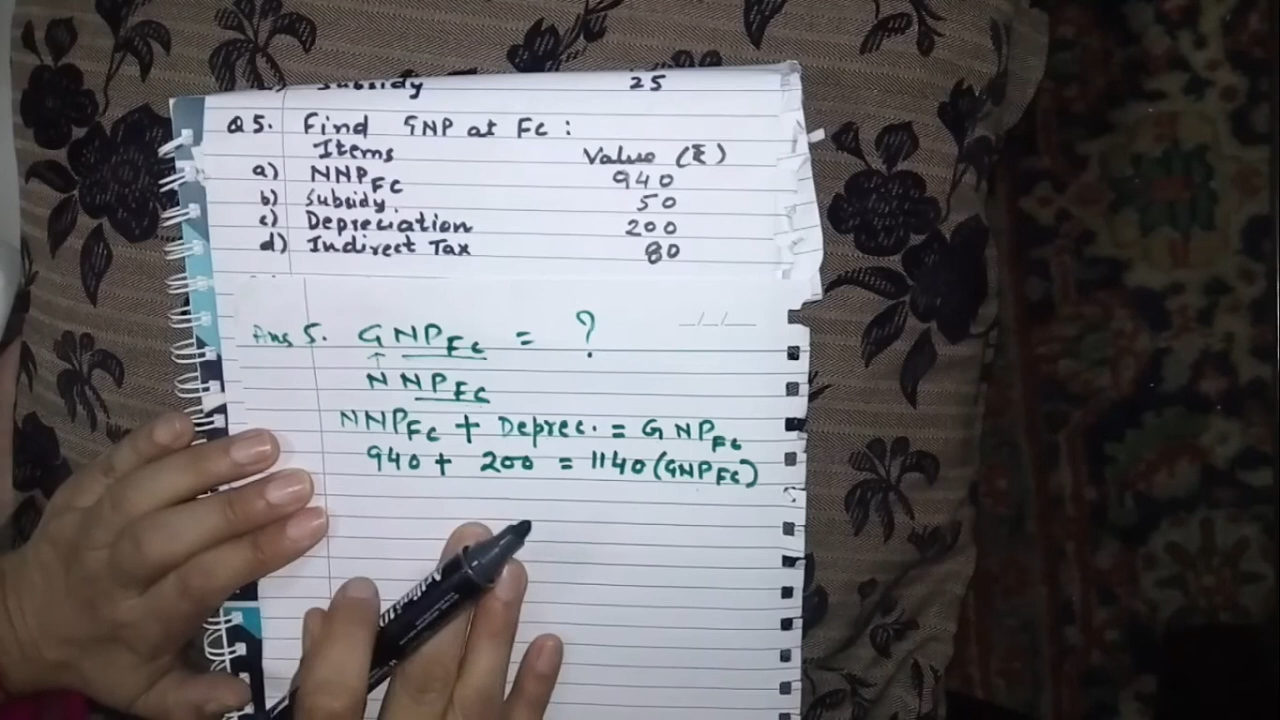 Subsidy 25
Q5. Find GNP at FC :
Items Value (₹)
a) NNPFC 940
b) Subsidy. 50
c) Depreciation 200
d) Indirect Tax 80
Ans 5. GNPFC = ?
NNPFC
NNPFC + Deprec. = GNPFC
940 + 200 = 1140 (GNPFC)